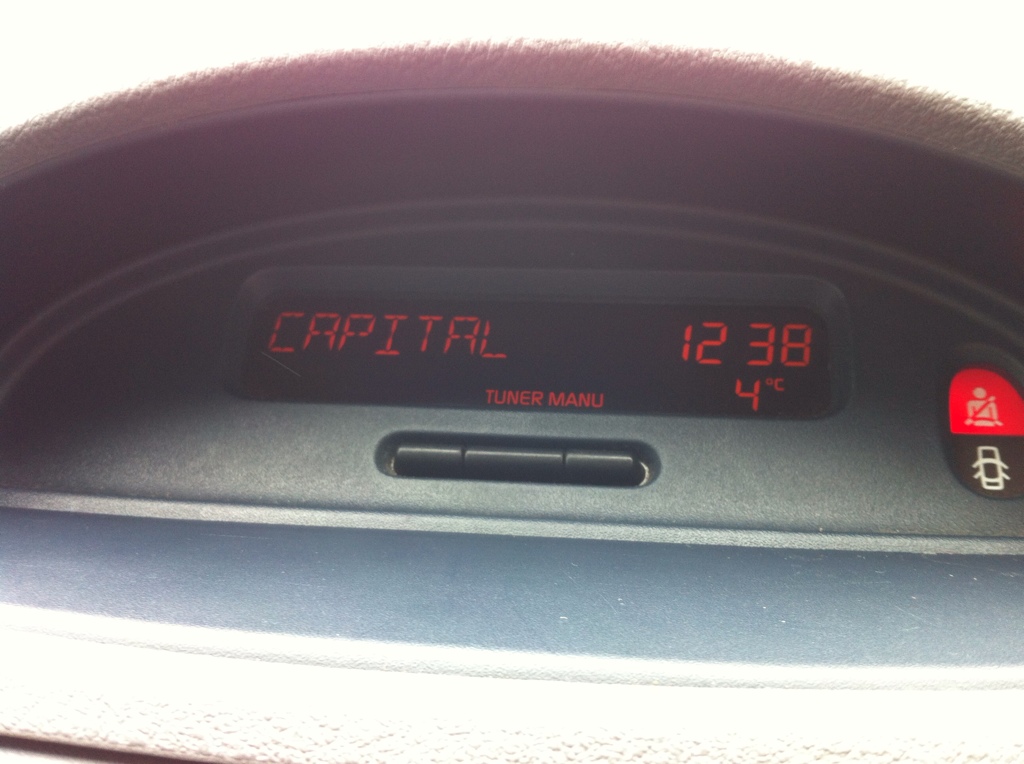 CAPITAL 12 38
TUNER MANU 4°C